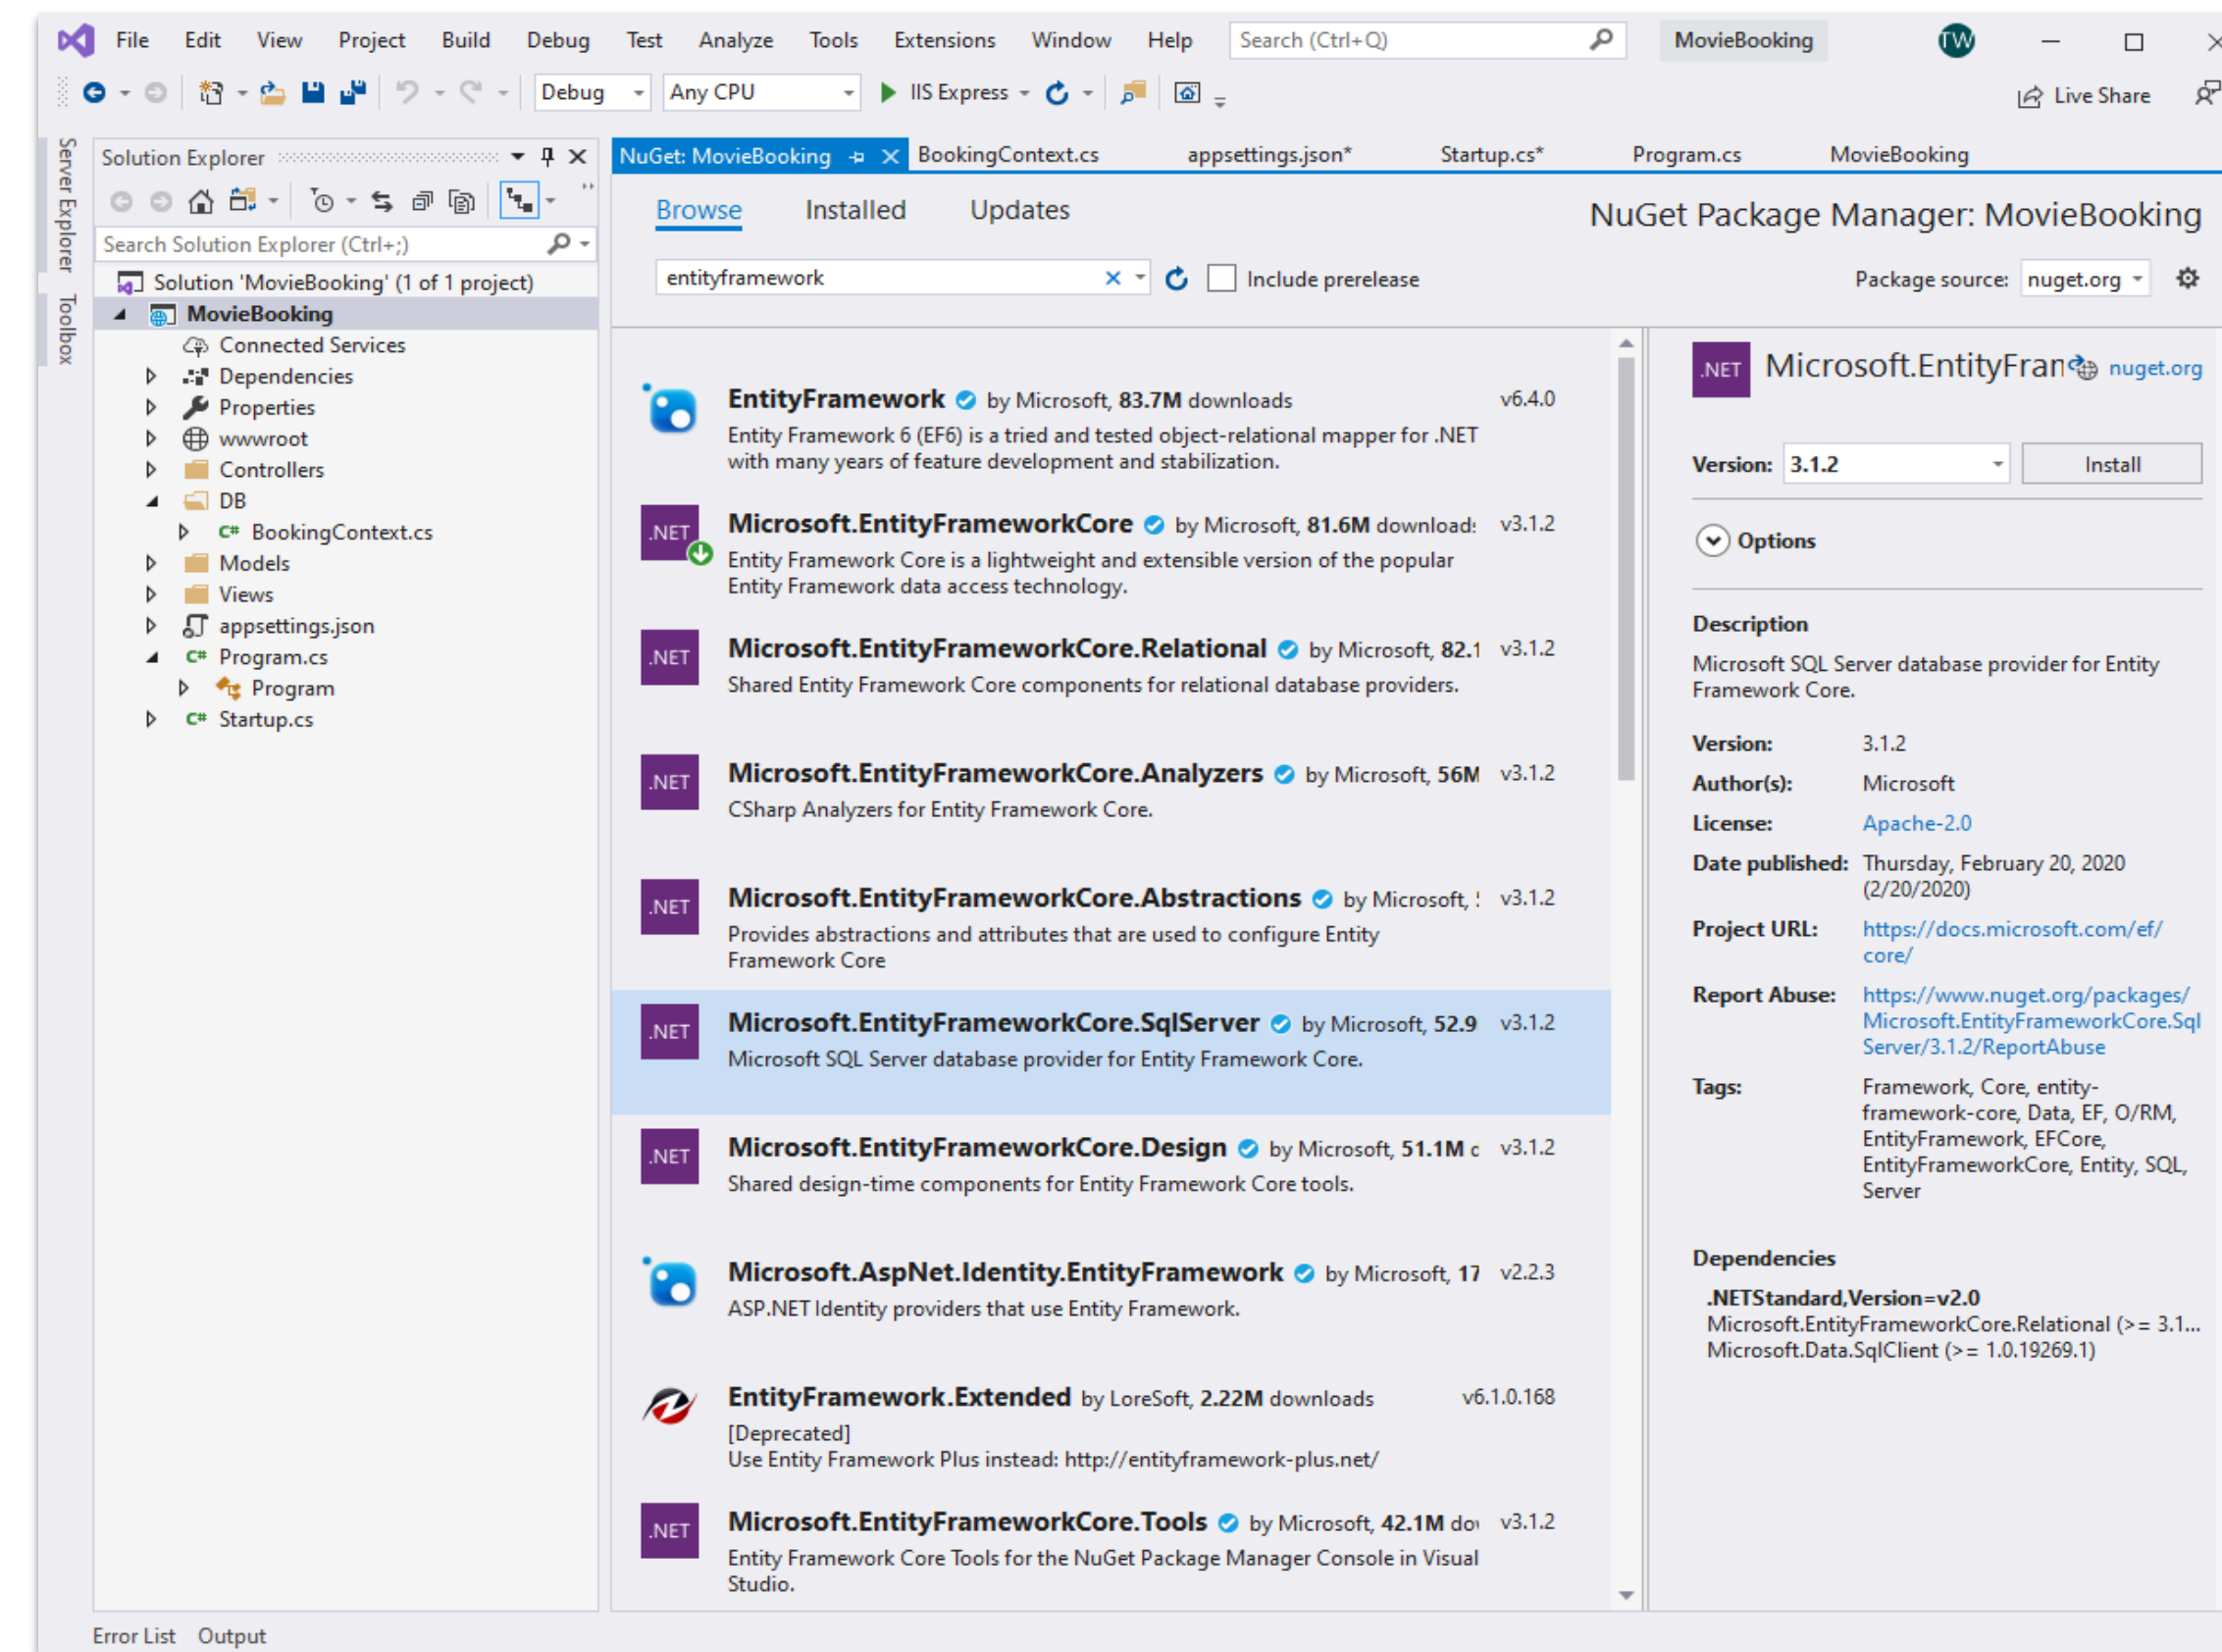 File Edit View Project Build Debug Test Analyze Tools Extensions Window Help Search (Ctrl+Q) MovieBooking TW
Debug Any CPU IIS Express Live Share
Server Explorer
Toolbox
Solution Explorer
Search Solution Explorer (Ctrl+;)
Solution 'MovieBooking' (1 of 1 project)
MovieBooking
Connected Services
Dependencies
Properties
wwwroot
Controllers
DB
C# BookingContext.cs
Models
Views
appsettings.json
C# Program.cs
Program
C# Startup.cs
NuGet: MovieBooking BookingContext.cs appsettings.json* Startup.cs* Program.cs MovieBooking
Browse Installed Updates NuGet Package Manager: MovieBooking
entityframework Include prerelease Package source: nuget.org
EntityFramework by Microsoft, 83.7M downloads v6.4.0
Entity Framework 6 (EF6) is a tried and tested object-relational mapper for .NET
with many years of feature development and stabilization.
.NET Microsoft.EntityFrameworkCore by Microsoft, 81.6M download v3.1.2
Entity Framework Core is a lightweight and extensible version of the popular
Entity Framework data access technology.
.NET Microsoft.EntityFrameworkCore.Relational by Microsoft, 82.1 v3.1.2
Shared Entity Framework Core components for relational database providers.
.NET Microsoft.EntityFrameworkCore.Analyzers by Microsoft, 56M v3.1.2
CSharp Analyzers for Entity Framework Core.
.NET Microsoft.EntityFrameworkCore.Abstractions by Microsoft, v3.1.2
Provides abstractions and attributes that are used to configure Entity
Framework Core
.NET Microsoft.EntityFrameworkCore.SqlServer by Microsoft, 52.9 v3.1.2
Microsoft SQL Server database provider for Entity Framework Core.
.NET Microsoft.EntityFrameworkCore.Design by Microsoft, 51.1M v3.1.2
Shared design-time components for Entity Framework Core tools.
Microsoft.AspNet.Identity.EntityFramework by Microsoft, 17 v2.2.3
ASP.NET Identity providers that use Entity Framework.
EntityFramework.Extended by LoreSoft, 2.22M downloads v6.1.0.168
[Deprecated]
Use Entity Framework Plus instead: http://entityframework-plus.net/
.NET Microsoft.EntityFrameworkCore.Tools by Microsoft, 42.1M v3.1.2
Entity Framework Core Tools for the NuGet Package Manager Console in Visual
Studio.
.NET Microsoft.EntityFran nuget.org
Version: 3.1.2 Install
Options
Description
Microsoft SQL Server database provider for Entity
Framework Core.
Version: 3.1.2
Author(s): Microsoft
License: Apache-2.0
Date published: Thursday, February 20, 2020
(2/20/2020)
Project URL: https://docs.microsoft.com/ef/
core/
Report Abuse: https://www.nuget.org/packages/
Microsoft.EntityFrameworkCore.Sql
Server/3.1.2/ReportAbuse
Tags: Framework, Core, entity-
framework-core, Data, EF, O/RM,
EntityFramework, EFCore,
EntityFrameworkCore, Entity, SQL,
Server
Dependencies
.NETStandard,Version=v2.0
Microsoft.EntityFrameworkCore.Relational (>= 3.1...
Microsoft.Data.SqlClient (>= 1.0.19269.1)
Error List Output